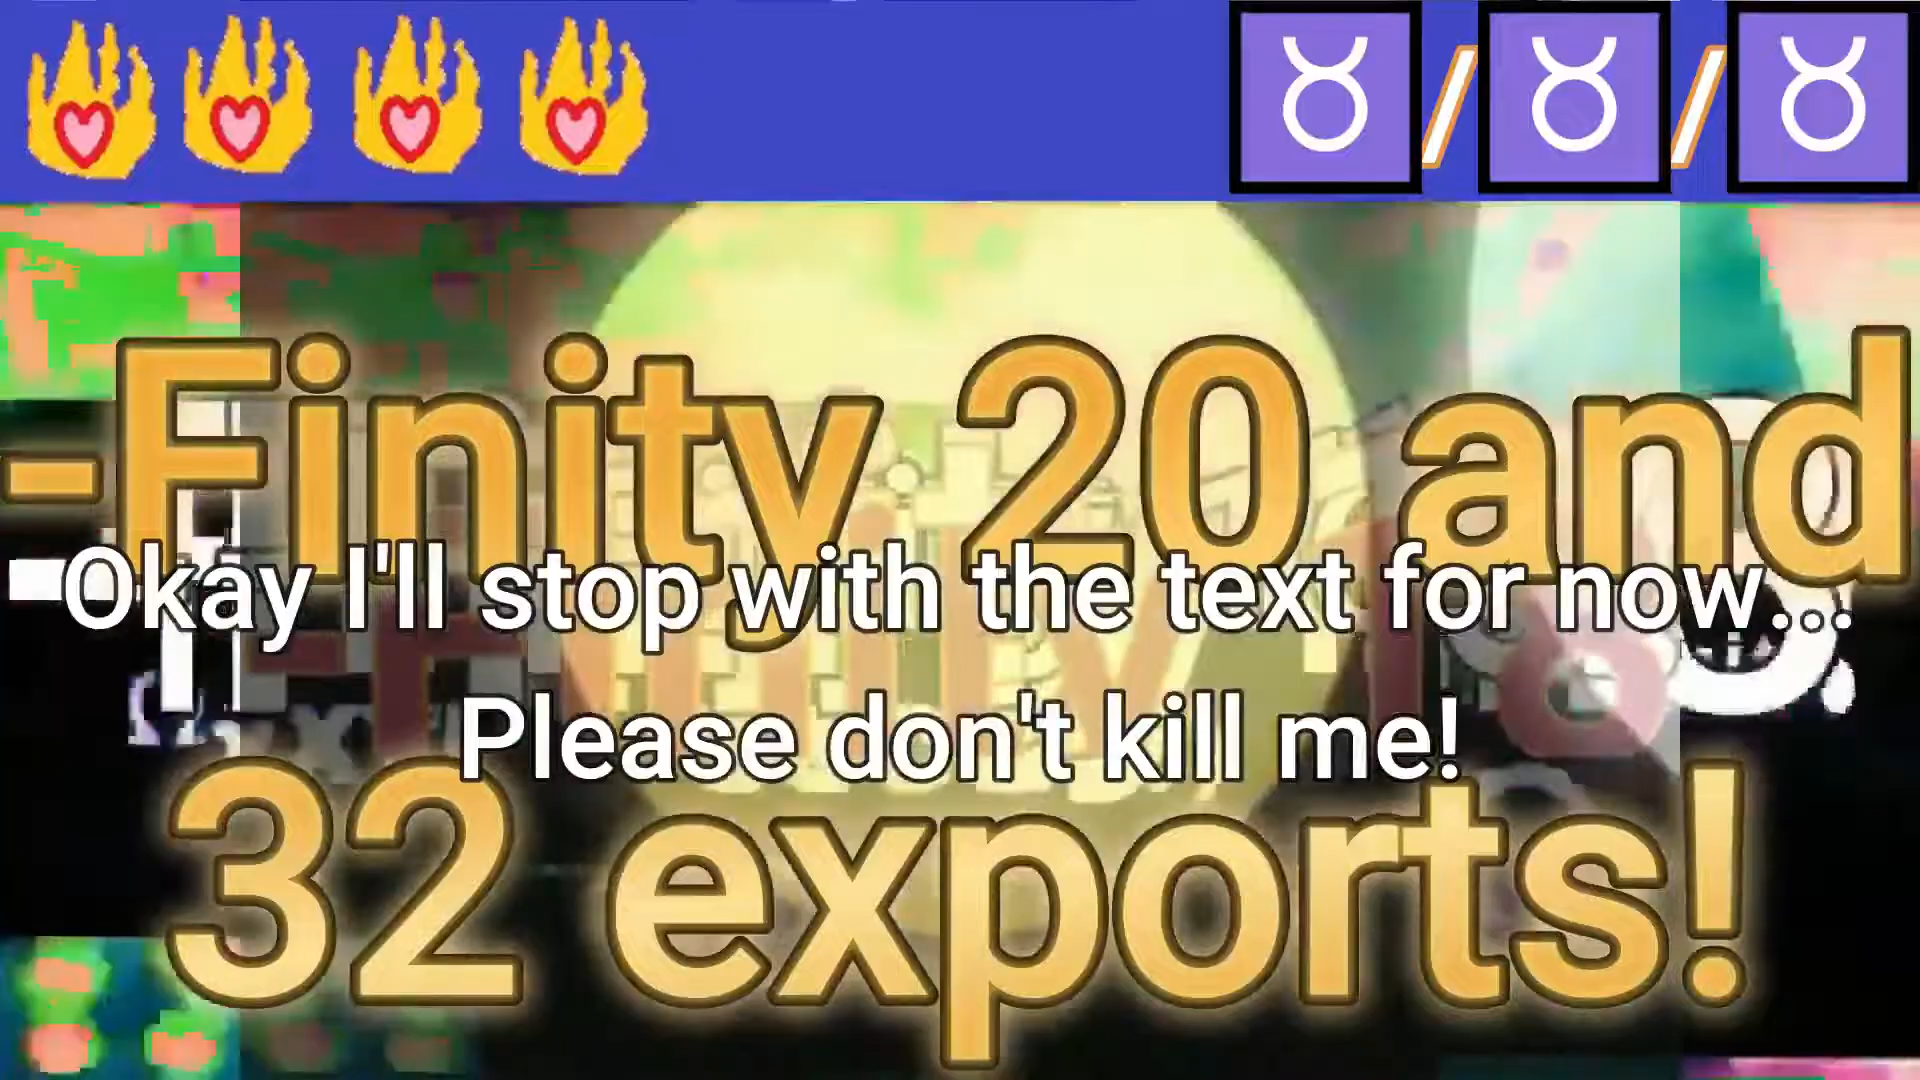 ♉/♉/♉
-Finity 20 and
Okay I'll stop with the text for now...
Please don't kill me!
32 exports!